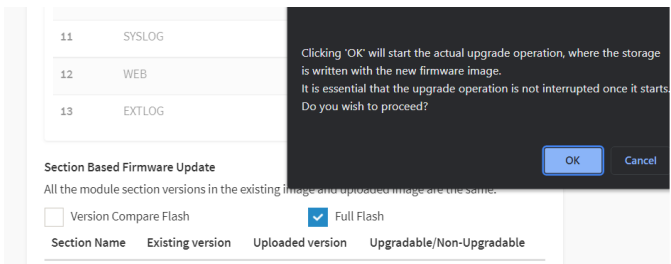 11 SYSLOG
12 WEB
13 EXTLOG
Clicking 'OK' will start the actual upgrade operation, where the storage
is written with the new firmware image.
It is essential that the upgrade operation is not interrupted once it starts.
Do you wish to proceed?
OK Cancel
Section Based Firmware Update
All the module section versions in the existing image and uploaded image are the same.
Version Compare Flash Full Flash
Section Name Existing version Uploaded version Upgradable/Non-Upgradable